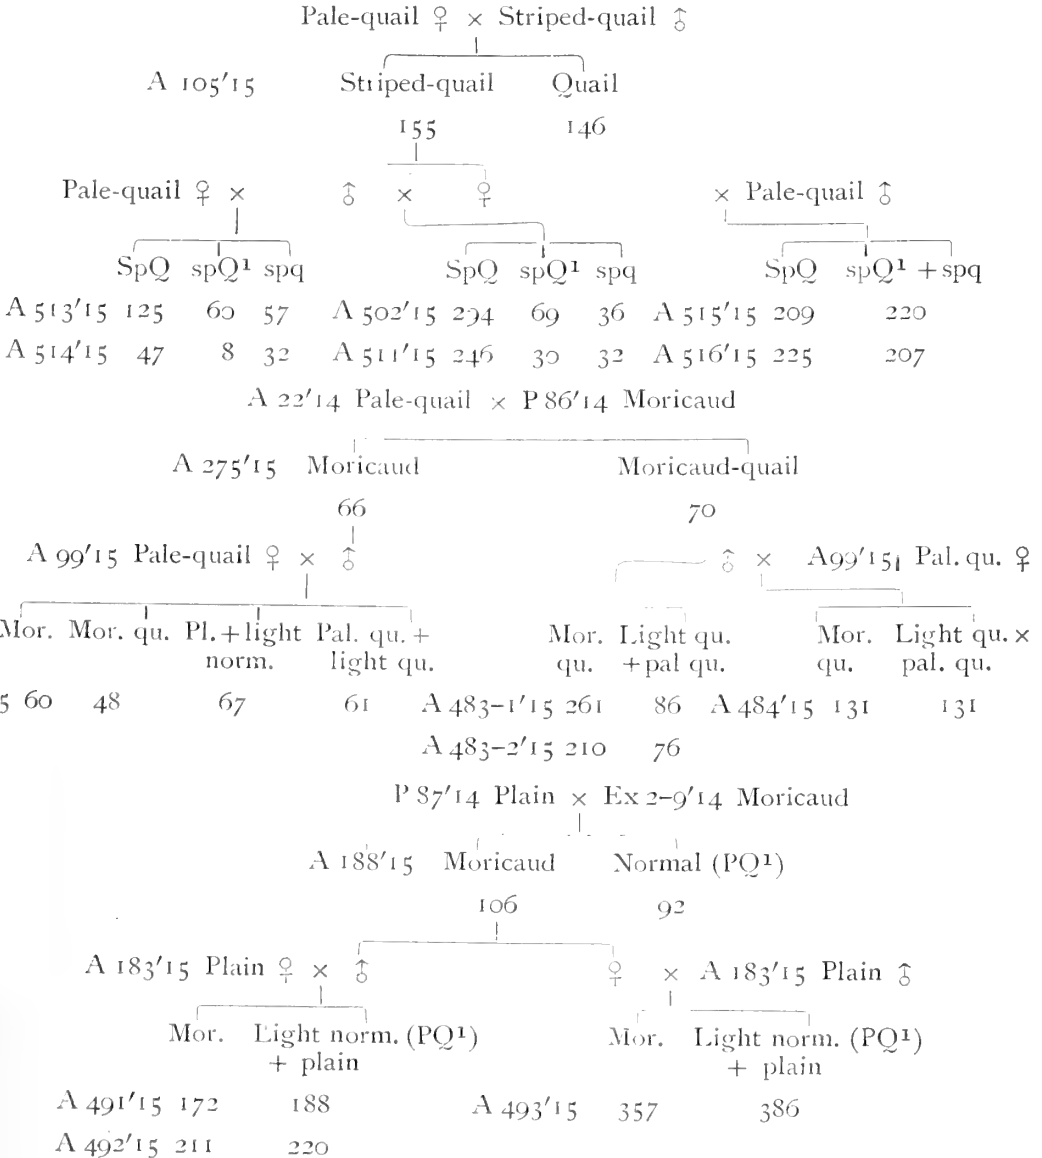 Pale-quail ♀ × Striped-quail ♂
A 105'15 Striped-quail Quail
155 146
Pale-quail ♀ × ♂ × ♀ × Pale-quail ♂
SpQ spQ¹ spq SpQ spQ¹ spq SpQ spQ¹ + spq
A 513'15 125 60 57 A 502'15 294 69 36 A 515'15 209 220
A 514'15 47 8 32 A 511'15 246 30 32 A 516'15 225 207
A 22'14 Pale-quail × P 86'14 Moricaud
A 275'15 Moricaud Moricaud-quail
66 70
A 99'15 Pale-quail ♀ × ♂ ♂ × A99'15 Pal. qu. ♀
Mor. Mor. qu. Pl. + light Pal. qu. + Mor. Light qu. Mor. Light qu. ×
norm. light qu. qu. + pal qu. qu. pal. qu.
5 60 48 67 61 A 483-1'15 261 86 A 484'15 131 131
A 483-2'15 210 76
P 87'14 Plain × Ex 2-9'14 Moricaud
A 188'15 Moricaud Normal (PQ¹)
106 92
A 183'15 Plain ♀ × ♂ ♀ × A 183'15 Plain ♂
Mor. Light norm. (PQ¹) Mor. Light norm. (PQ¹)
+ plain + plain
A 491'15 172 188 A 493'15 357 386
A 492'15 211 220